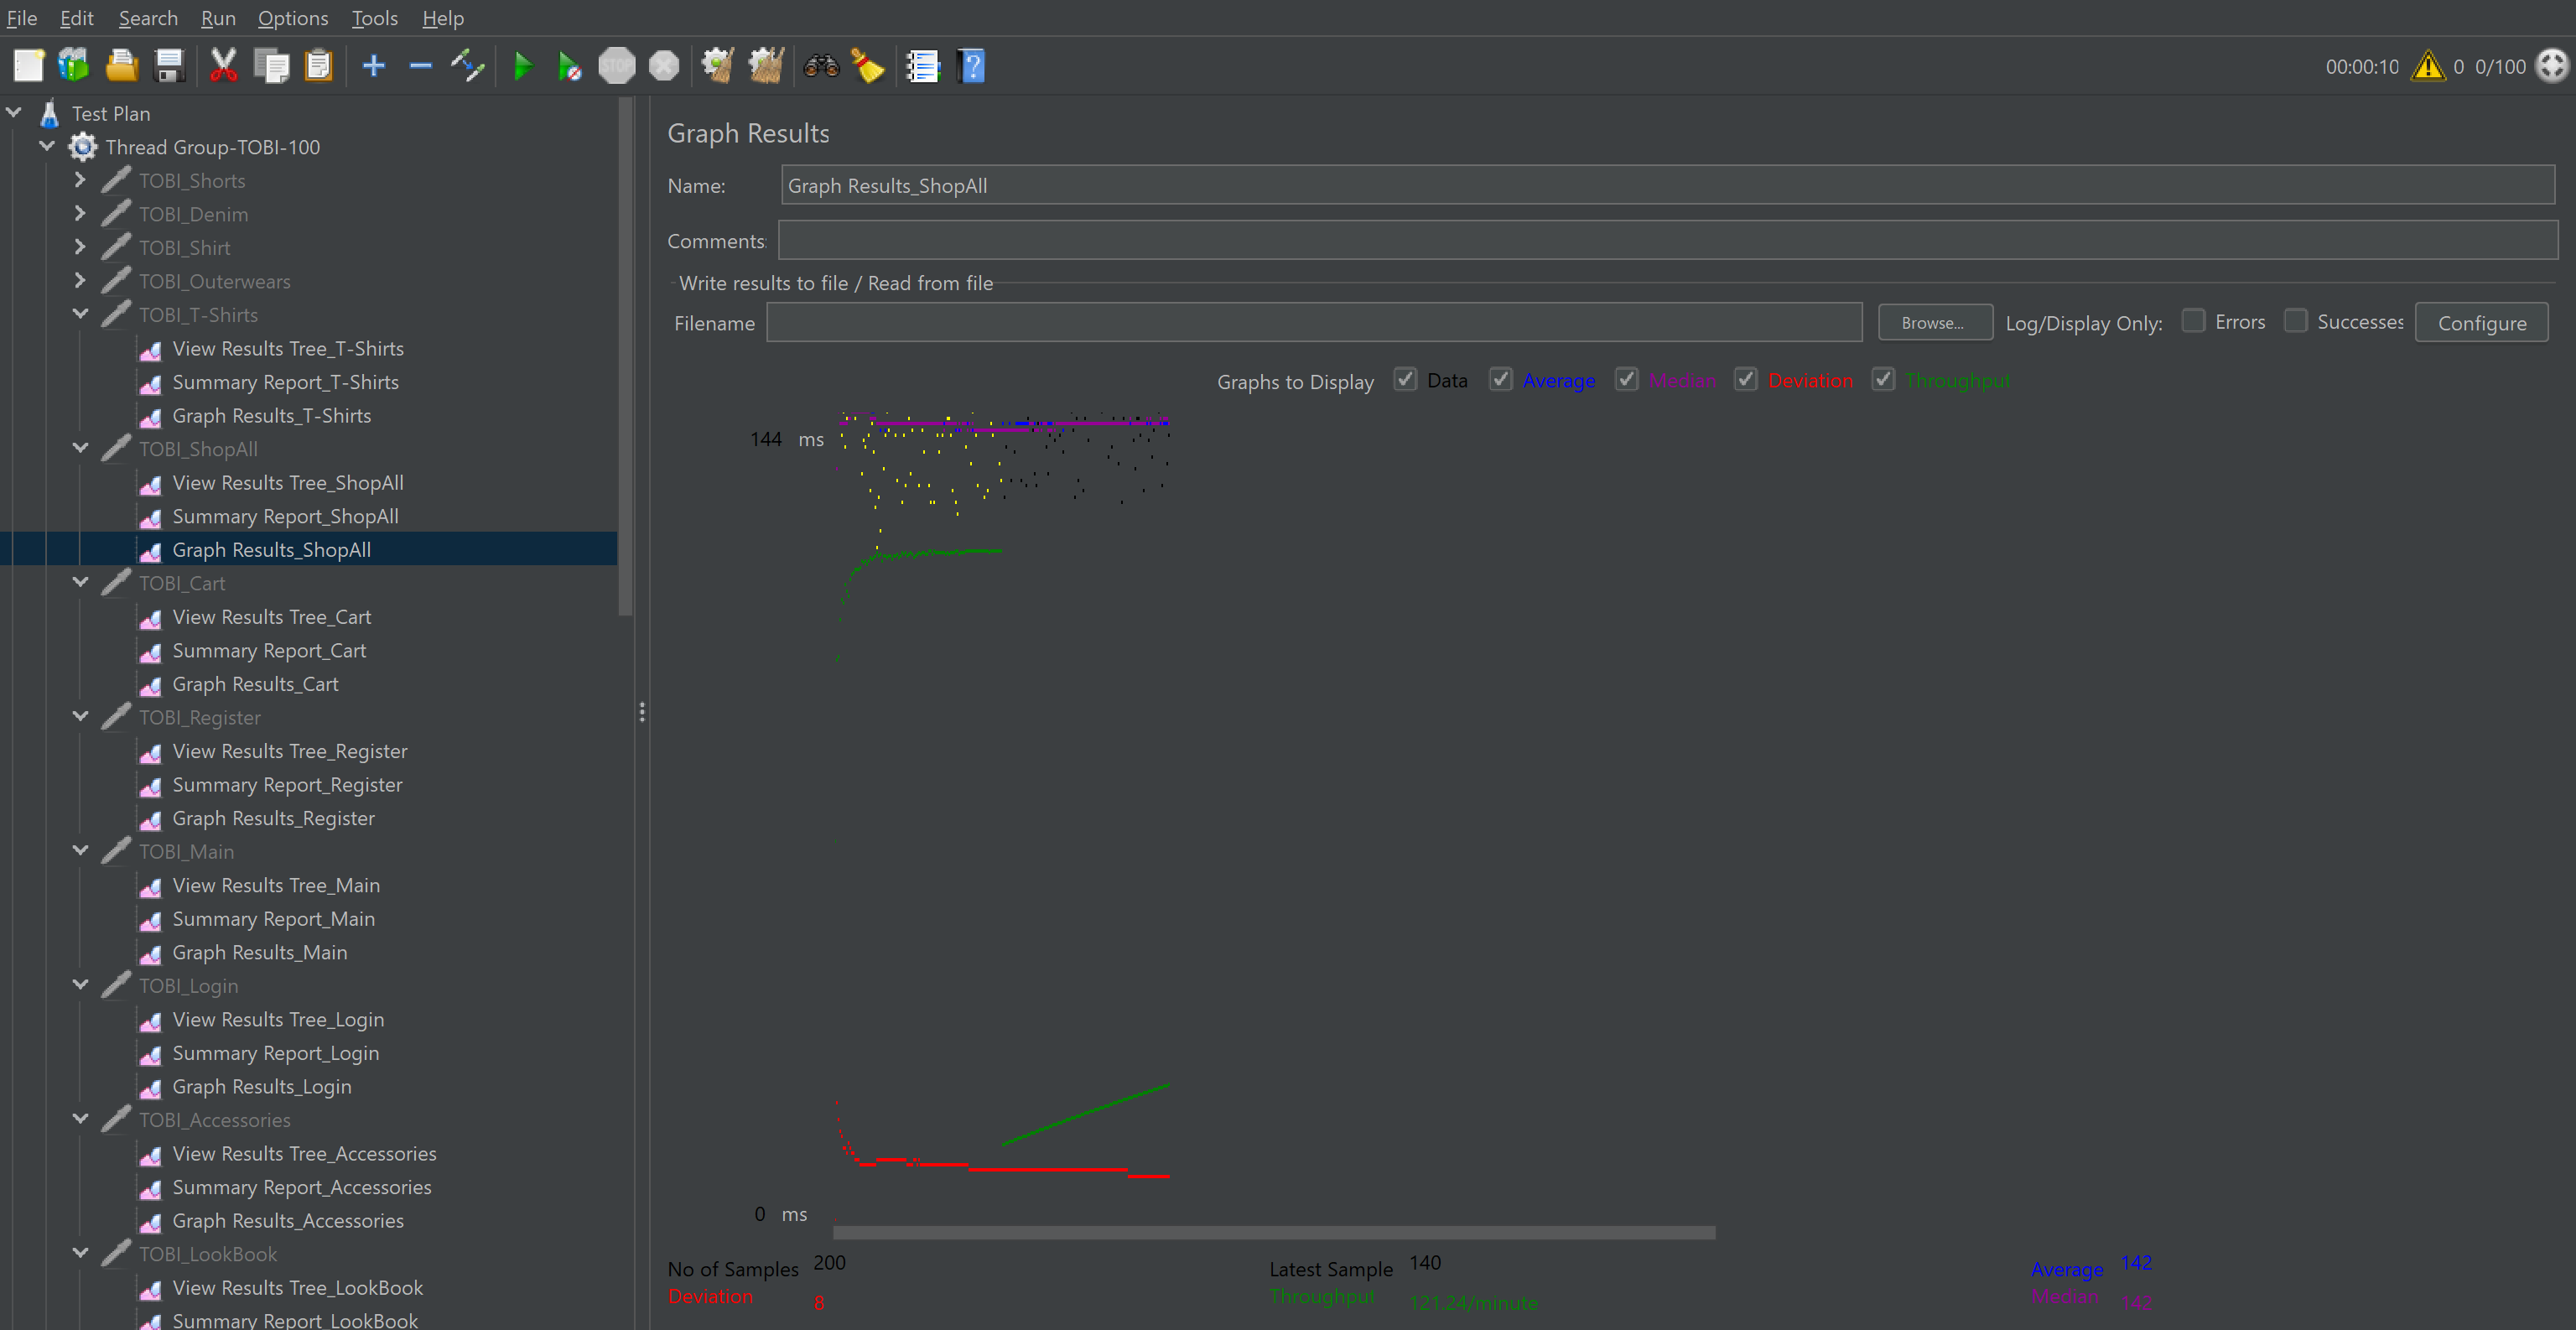 File Edit Search Run Options Tools Help
STOP
00:00:10 0 0/100
Test Plan
Thread Group-TOBI-100
TOBI_Shorts
TOBI_Denim
TOBI_Shirt
TOBI_Outerwears
TOBI_T-Shirts
View Results Tree_T-Shirts
Summary Report_T-Shirts
Graph Results_T-Shirts
TOBI_ShopAll
View Results Tree_ShopAll
Summary Report_ShopAll
Graph Results_ShopAll
TOBI_Cart
View Results Tree_Cart
Summary Report_Cart
Graph Results_Cart
TOBI_Register
View Results Tree_Register
Summary Report_Register
Graph Results_Register
TOBI_Main
View Results Tree_Main
Summary Report_Main
Graph Results_Main
TOBI_Login
View Results Tree_Login
Summary Report_Login
Graph Results_Login
TOBI_Accessories
View Results Tree_Accessories
Summary Report_Accessories
Graph Results_Accessories
TOBI_LookBook
View Results Tree_LookBook
Summary Report_LookBook
Graph Results
Name: Graph Results_ShopAll
Comments:
Write results to file / Read from file
Filename Browse... Log/Display Only: Errors Successes Configure
Graphs to Display Data Average Median Deviation Throughput
144 ms
0 ms
No of Samples 200 Latest Sample 140 Average 142
Deviation 8 Throughput 121.24/minute Median 142